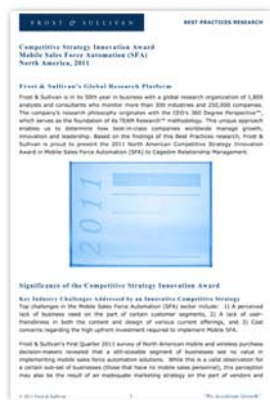 FROST & SULLIVAN
BEST PRACTICES RESEARCH
Competitive Strategy Innovation Award
Mobile Sales Force Automation (SFA)
North America, 2011
Frost & Sullivan's Global Research Platform
Frost & Sullivan is in its 50th year in business with a global research organization of 1,800
analysts and consultants who monitor more than 300 industries and 250,000 companies.
The company's research philosophy originates with the CEO's 360 Degree Perspective™,
which serves as the foundation of its TEAM Research™ methodology. This unique approach
enables us to determine how best-in-class companies worldwide manage growth,
innovation and leadership. Based on the findings of this Best Practices research, Frost &
Sullivan is proud to present the 2011 North American Competitive Strategy Innovation
Award in Mobile Sales Force Automation (SFA) to Cegedim Relationship Management.
2011
Significance of the Competitive Strategy Innovation Award
Key Industry Challenges Addressed by an Innovative Competitive Strategy
Top challenges in the Mobile Sales Force Automation (SFA) sector include: 1) A perceived
lack of business need on the part of certain customer segments, 2) A lack of user-
friendliness in both the content and design of various current offerings, and 3) Cost
concerns regarding the high upfront investment required to implement Mobile SFA.
Frost & Sullivan's First Quarter 2011 survey of North American mobile and wireless purchase
decision-makers revealed that a still-sizeable segment of businesses see no value in
implementing mobile sales force automation solutions. While this is a valid observation for
a certain sub-set of businesses (those that have no mobile sales personnel), this perception
may also be the result of an inadequate marketing strategy on the part of vendors and
© 2011 Frost & Sullivan
1
"We Accelerate Growth"